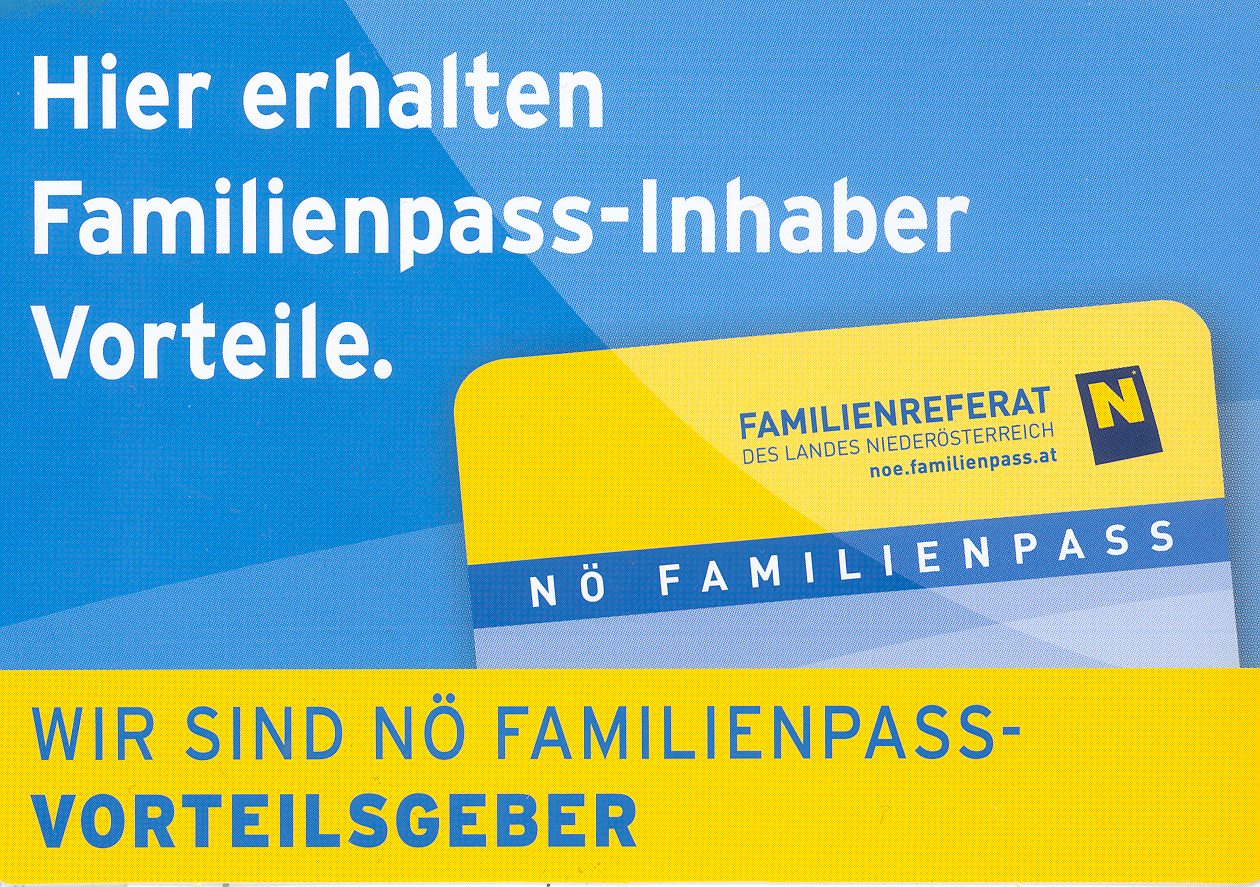 Hier erhalten
Familienpass-Inhaber
Vorteile.
FAMILIENREFERAT
DES LANDES NIEDERÖSTERREICH
noe.familienpass.at
N
NÖ FAMILIENPASS
WIR SIND NÖ FAMILIENPASS-
VORTEILSGEBER